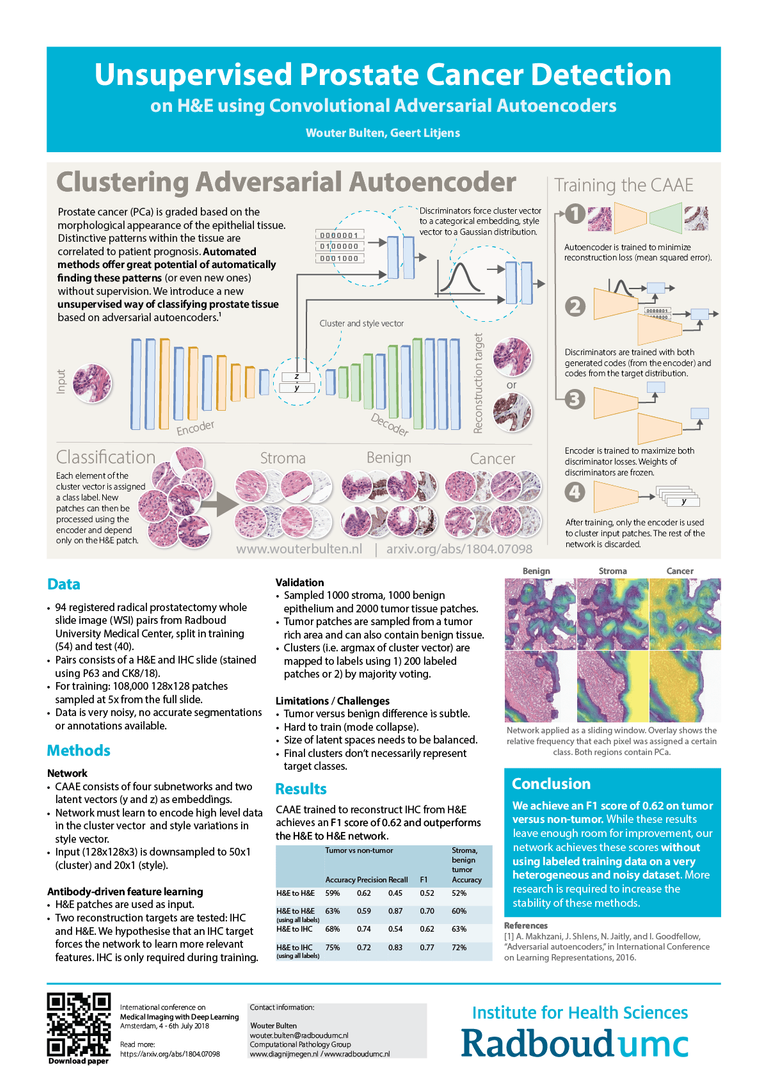 Unsupervised Prostate Cancer Detection
on H&E using Convolutional Adversarial Autoencoders
Wouter Bulten, Geert Litjens
Clustering Adversarial Autoencoder
Prostate cancer (PCa) is graded based on the
morphological appearance of the epithelial tissue.
Distinctive patterns within the tissue are
correlated to patient prognosis. Automated
methods offer great potential of automatically
finding these patterns (or even new ones)
without supervision. We introduce a new
unsupervised way of classifying prostate tissue
based on adversarial autoencoders.1
Discriminators force cluster vector
to a categorical embedding, style
vector to a Gaussian distribution.
0000001
0100000
0001000
Cluster and style vector
Input
Encoder
z
y
Decoder
Reconstruction target
or
Training the CAAE
1
Autoencoder is trained to minimize
reconstruction loss (mean squared error).
2
0000001
Discriminators are trained with both
generated codes (from the encoder) and
codes from the target distribution.
3
Encoder is trained to maximize both
discriminator losses. Weights of
discriminators are frozen.
4
y
After training, only the encoder is used
to cluster input patches. The rest of the
network is discarded.
Classification
Each element of the
cluster vector is assigned
a class label. New
patches can then be
processed using the
encoder and depend
only on the H&E patch.
Stroma
Benign
Cancer
www.wouterbulten.nl | arxiv.org/abs/1804.07098
Data
• 94 registered radical prostatectomy whole
slide image (WSI) pairs from Radboud
University Medical Center, split in training
(54) and test (40).
• Pairs consists of a H&E and IHC slide (stained
using P63 and CK8/18).
• For training: 108,000 128x128 patches
sampled at 5x from the full slide.
• Data is very noisy, no accurate segmentations
or annotations available.
Methods
Network
• CAAE consists of four subnetworks and
two latent vectors (y and z) as embeddings.
• Network must learn to encode high level data
in the cluster vector and style variations in
style vector.
• Input (128x128x3) is downsampled to 50x1
(cluster) and 20x1 (style).
Antibody-driven feature learning
• H&E patches are used as input.
• Two reconstruction targets are tested: IHC
and H&E. We hypothesise that an IHC target
forces the network to learn more relevant
features. IHC is only required during training.
Validation
• Sampled 1000 stroma, 1000 benign
epithelium and 2000 tumor tissue patches.
• Tumor patches are sampled from a tumor
rich area and can also contain benign tissue.
• Clusters (i.e. argmax of cluster vector) are
mapped to labels using 1) 200 labeled
patches or 2) by majority voting.
Limitations / Challenges
• Tumor versus benign difference is subtle.
• Hard to train (mode collapse).
• Size of latent spaces needs to be balanced.
• Final clusters don't necessarily represent
target classes.
Results
CAAE trained to reconstruct IHC from H&E
achieves an F1 score of 0.62 and outperforms
the H&E to H&E network.
Tumor vs non-tumor Stroma,
benign
tumor
Accuracy Precision Recall F1 Accuracy
H&E to H&E 59% 0.62 0.45 0.52 52%
H&E to H&E 63% 0.59 0.87 0.70 60%
(using all labels)
H&E to IHC 68% 0.74 0.54 0.62 63%
H&E to IHC 75% 0.72 0.83 0.77 72%
(using all labels)
Benign Stroma Cancer
Network applied as a sliding window. Overlay shows the
relative frequency that each pixel was assigned a certain
class. Both regions contain PCa.
Conclusion
We achieve an F1 score of 0.62 on tumor
versus non-tumor. While these results
leave enough room for improvement, our
network achieves these scores without
using labeled training data on a very
heterogeneous and noisy dataset. More
research is required to increase the
stability of these methods.
References
[1] A. Makhzani, J. Shlens, N. Jaitly, and I. Goodfellow,
"Adversarial autoencoders," in International Conference
on Learning Representations, 2016.
Download paper
International conference on
Medical Imaging with Deep Learning
Amsterdam, 4 - 6th July 2018
Read more:
https://arxiv.org/abs/1804.07098
Contact information:
Wouter Bulten
wouter.bulten@radboudumc.nl
Computational Pathology Group
www.diagnijmegen.nl / www.radboudumc.nl
Institute for Health Sciences
Radboudumc